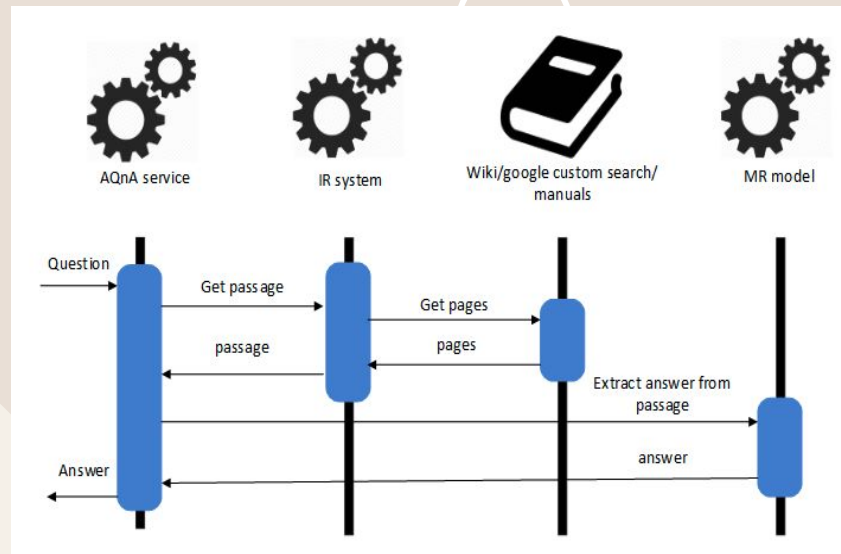 AQnA service
IR system
Wiki/google custom search/
manuals
MR model
Question
Get passage
Get pages
passage
pages
Extract answer from
passage
answer
Answer